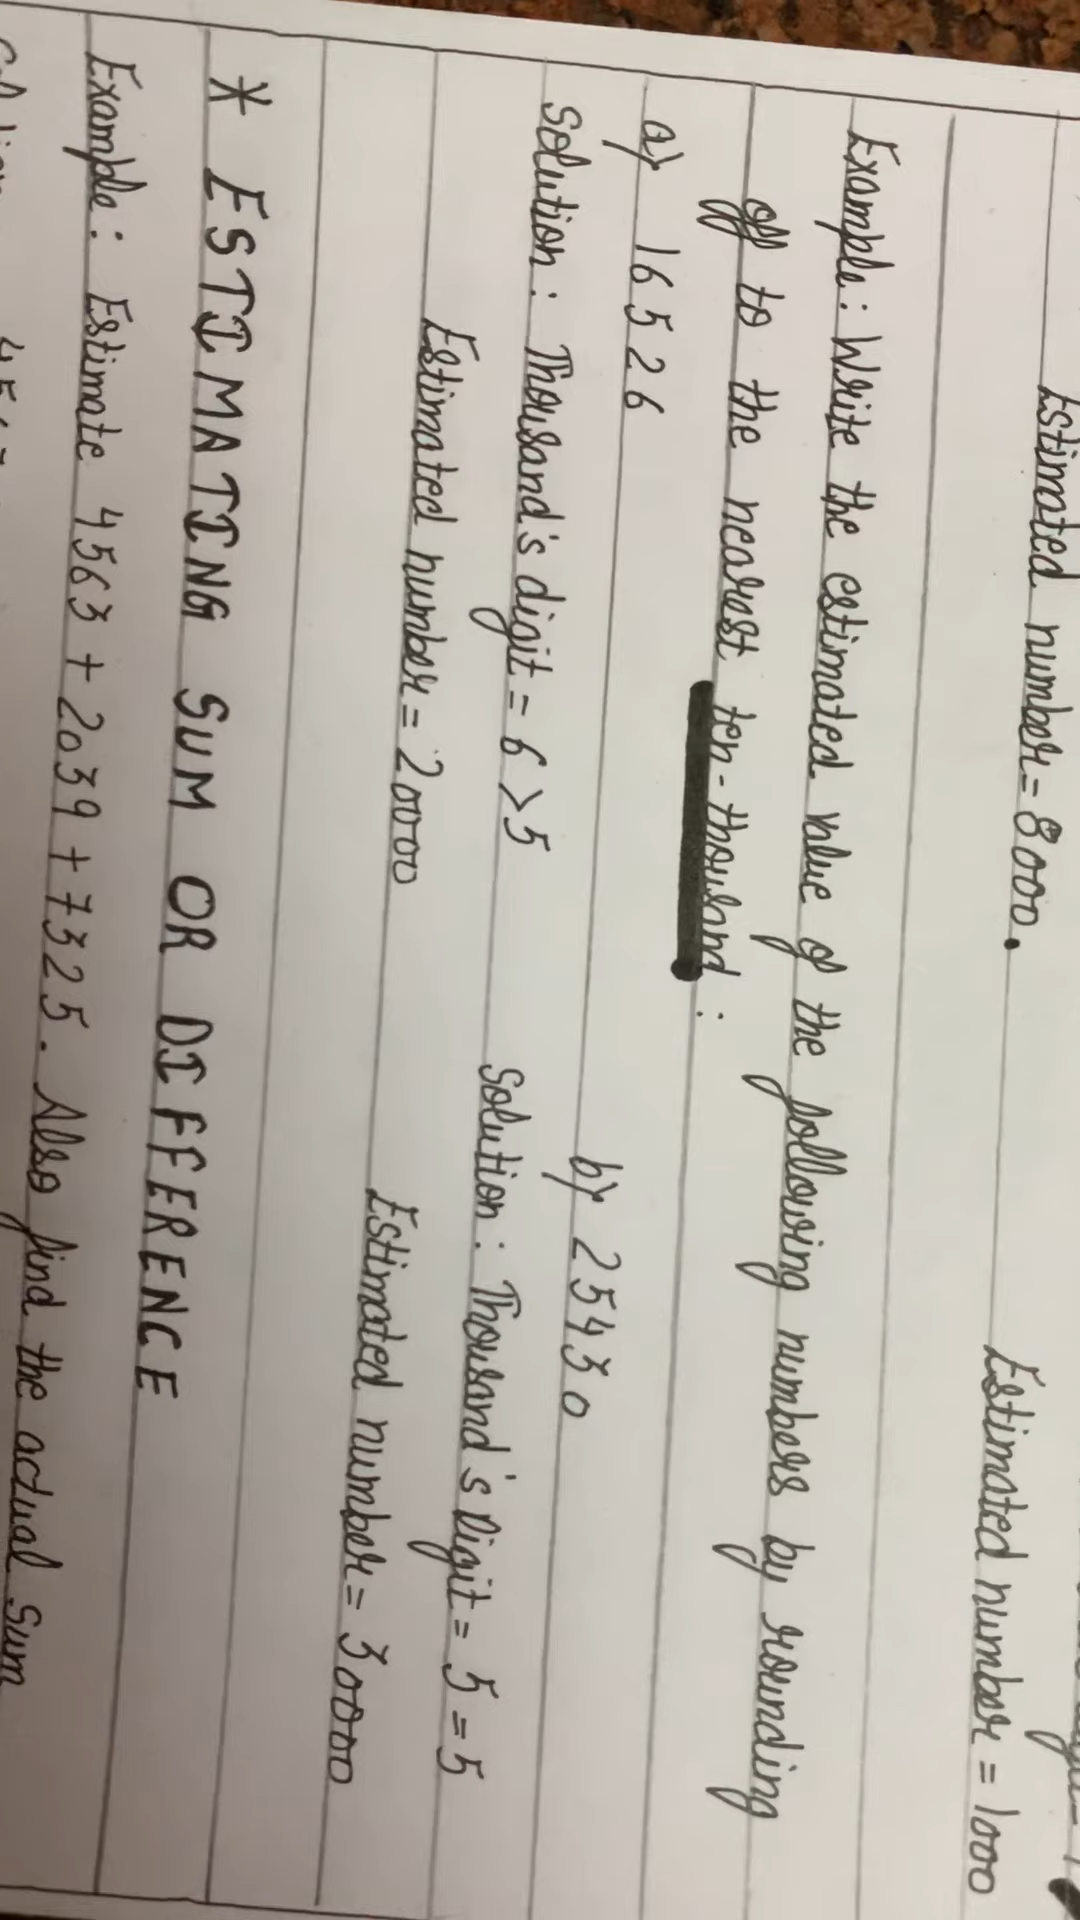 Estimated number = 8000. Estimated number = 1000
Example: Write the estimated value of the following numbers by rounding
off to the nearest ten-thousand :
a) 16526 b) 25430
Solution: Thousand's digit = 6 > 5 Solution: Thousand's Digit = 5 = 5
Estimated number = 20000 Estimated number = 30000
* ESTIMATING SUM OR DIFFERENCE
Example: Estimate 4563 + 2039 + 7325. Also find the actual sum